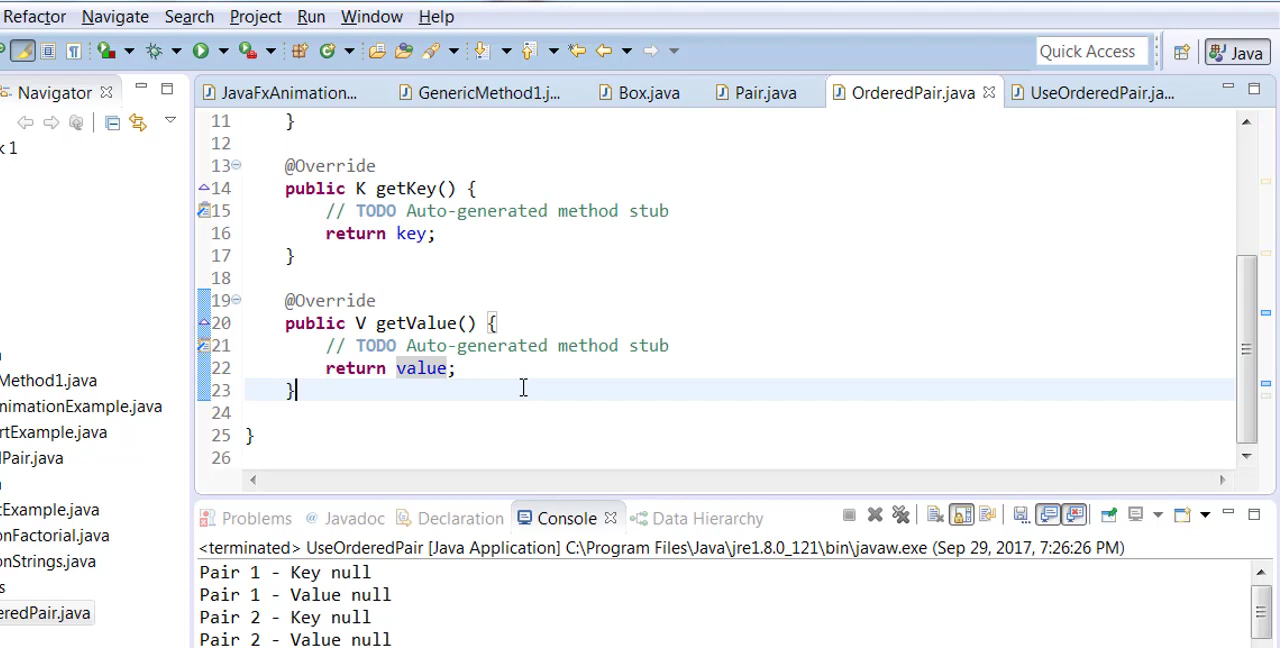 Refactor Navigate Search Project Run Window Help
Quick Access
Java
Navigator
JavaFxAnimation... GenericMethod1.j... Box.java Pair.java OrderedPair.java UseOrderedPair.ja...
k 1
11 }
12
13 @Override
14 public K getKey() {
15 // TODO Auto-generated method stub
16 return key;
17 }
18
19 @Override
20 public V getValue() {
21 // TODO Auto-generated method stub
22 return value;
23 }
24
25 }
26
Method1.java
nimationExample.java
rtExample.java
Pair.java
tExample.java
onFactorial.java
onStrings.java
s
eredPair.java
Problems @ Javadoc Declaration Console Data Hierarchy
<terminated> UseOrderedPair [Java Application] C:\Program Files\Java\jre1.8.0_121\bin\javaw.exe (Sep 29, 2017, 7:26:26 PM)
Pair 1 - Key null
Pair 1 - Value null
Pair 2 - Key null
Pair 2 - Value null